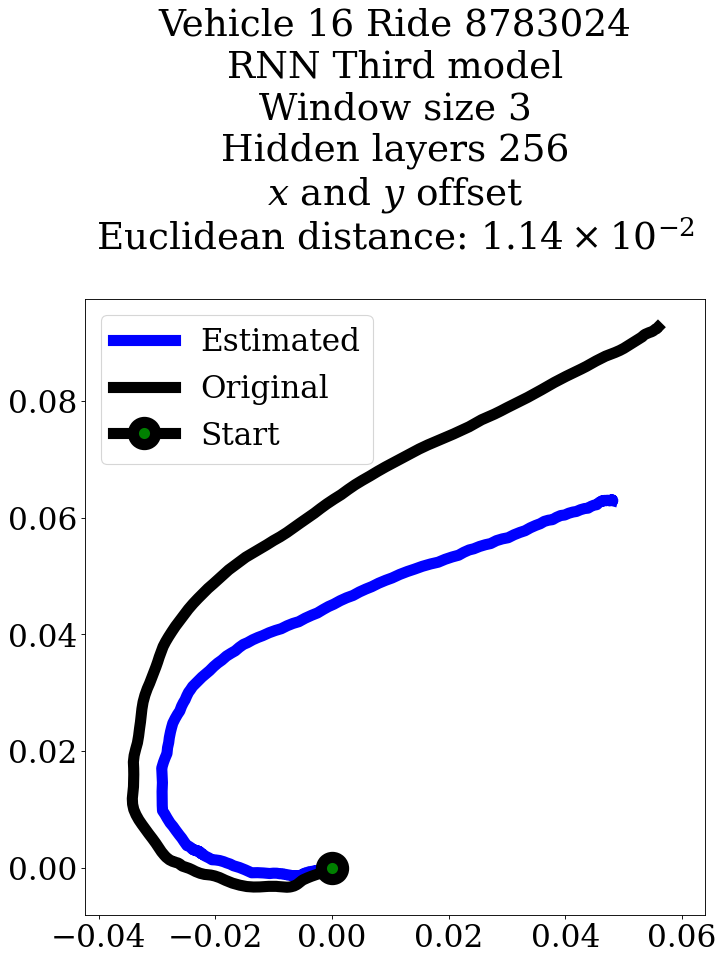 Vehicle 16 Ride 8783024
RNN Third model
Window size 3
Hidden layers 256
x and y offset
Euclidean distance: 1.14 × 10⁻²
Estimated
Original
Start
0.08
0.06
0.04
0.02
0.00
−0.04 −0.02 0.00 0.02 0.04 0.06